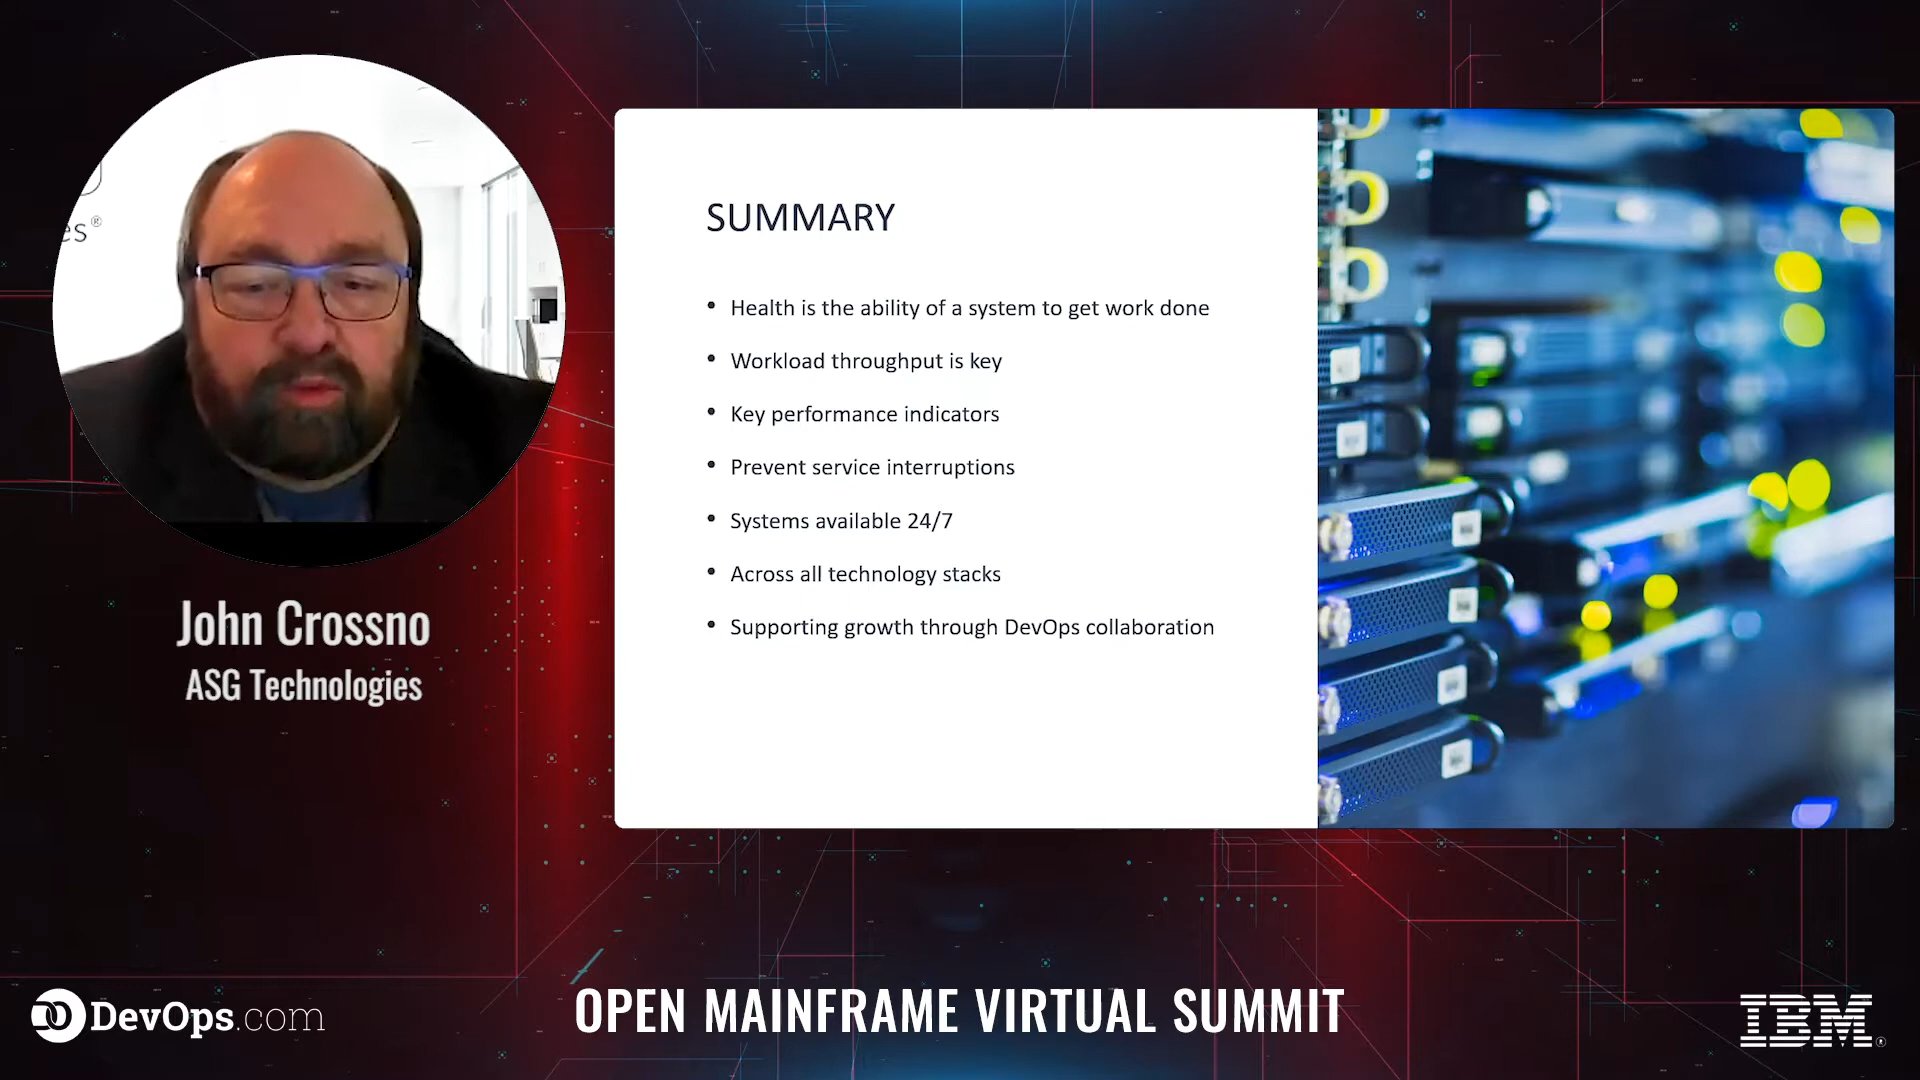 es®
John Crossno
ASG Technologies
SUMMARY
• Health is the ability of a system to get work done
• Workload throughput is key
• Key performance indicators
• Prevent service interruptions
• Systems available 24/7
• Across all technology stacks
• Supporting growth through DevOps collaboration
DevOps.com
OPEN MAINFRAME VIRTUAL SUMMIT
IBM®